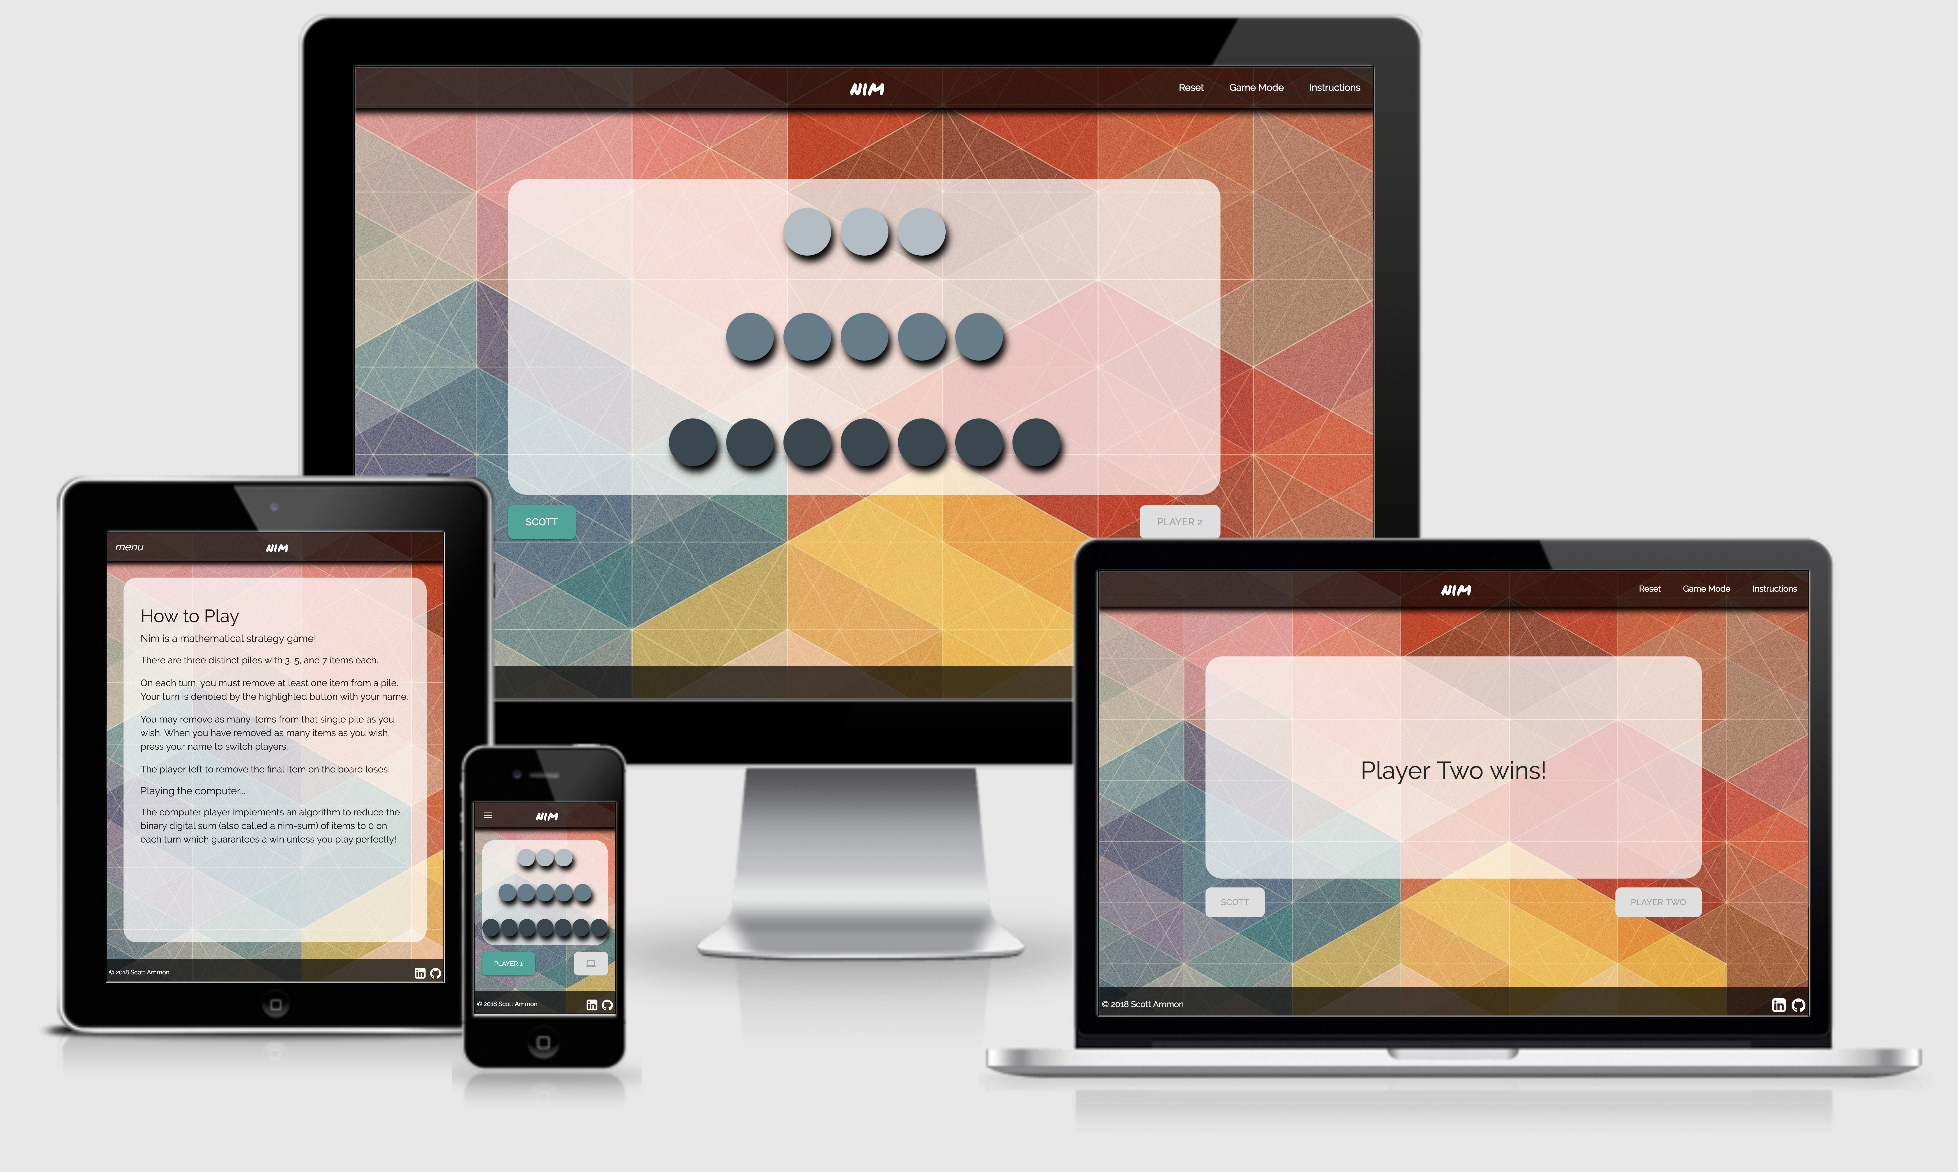 NIM
Reset Game Mode Instructions
SCOTT
PLAYER 2
menu
NIM
How to Play
Nim is a mathematical strategy game!
There are three distinct piles with 3, 5, and 7 items each.
On each turn, you must remove at least one item from a pile.
Your turn is denoted by the highlighted button with your name.
You may remove as many items from that single pile as you
wish. When you have removed as many items as you wish,
press your name to switch players.
The player left to remove the final item on the board loses!
Playing the computer...
The computer player implements an algorithm to reduce the
binary digital sum (also called a nim-sum) of items to 0 on
each turn which guarantees a win unless you play perfectly!
© 2018 Scott Ammon
in
NIM
PLAYER 1
© 2018 Scott Ammon
in
NIM
Reset Game Mode Instructions
Player Two wins!
SCOTT
PLAYER TWO
© 2018 Scott Ammon
in